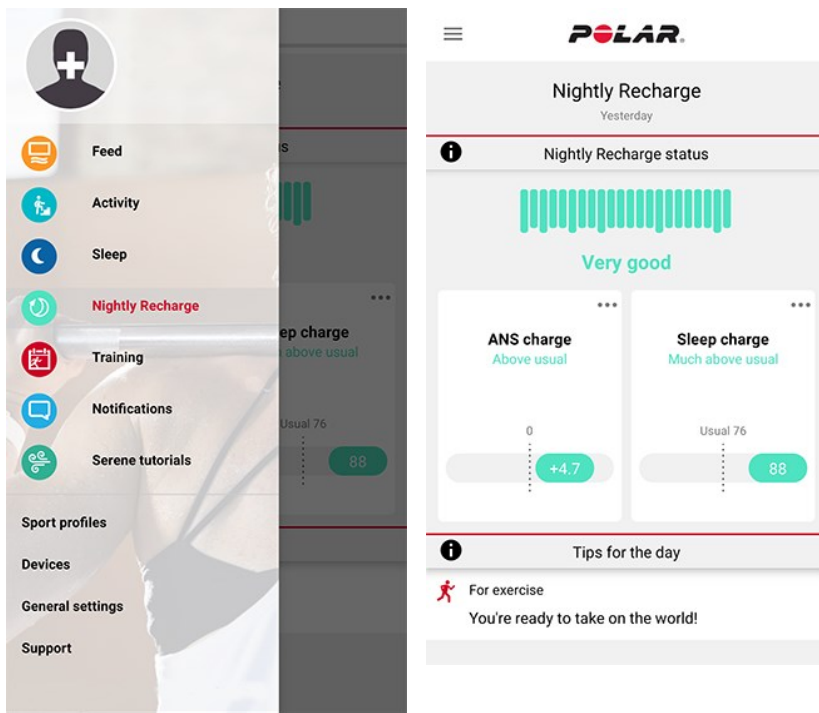 Feed
Activity
Sleep
Nightly Recharge
Training
Notifications
Serene tutorials
Sport profiles
Devices
General settings
Support
s
ep charge
above usual
Usual 76
88
POLAR.
Nightly Recharge
Yesterday
Nightly Recharge status
Very good
ANS charge
Above usual
0
+4.7
Sleep charge
Much above usual
Usual 76
88
Tips for the day
For exercise
You're ready to take on the world!